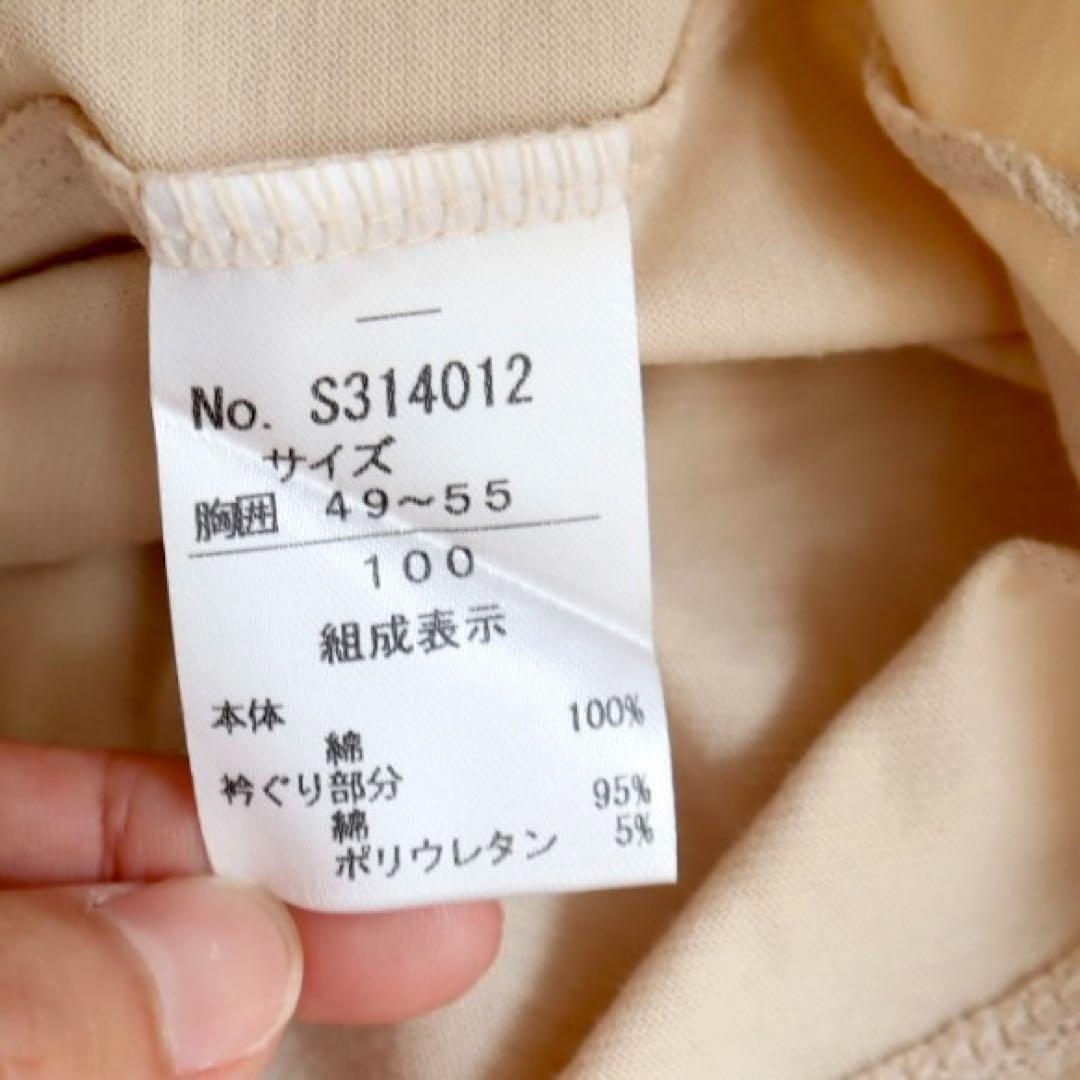 No. S314012
サイズ
胸囲 49～55
100
組成表示
本体 100%
綿
衿ぐり部分 95%
綿 5%
ポリウレタン